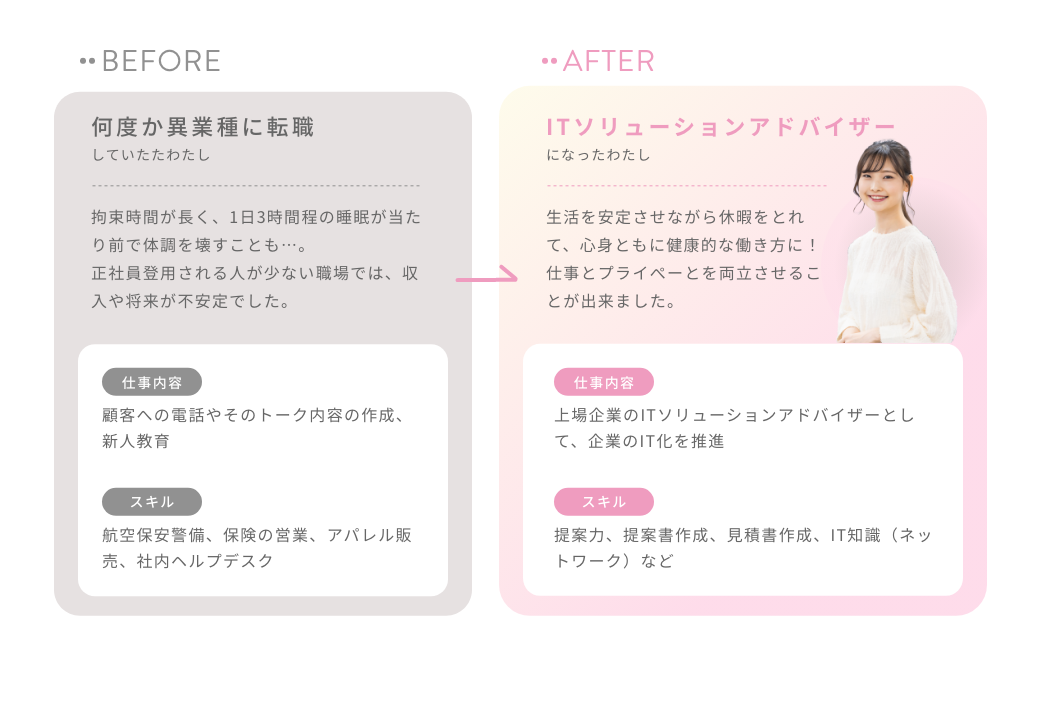 BEFORE
何度か異業種に転職
していたたわたし
拘束時間が長く、1日3時間程の睡眠が当た
り前で体調を壊すことも…。
正社員登用される人が少ない職場では、収
入や将来が不安定でした。
仕事内容
顧客への電話やそのトーク内容の作成、
新人教育
スキル
航空保安警備、保険の営業、アパレル販
売、社内ヘルプデスク
AFTER
ITソリューションアドバイザー
になったわたし
生活を安定させながら休暇をとれ
て、心身ともに健康的な働き方に！
仕事とプライベーとを両立させるこ
とが出来ました。
仕事内容
上場企業のITソリューションアドバイザーとし
て、企業のIT化を推進
スキル
提案力、提案書作成、見積書作成、IT知識（ネッ
トワーク）など